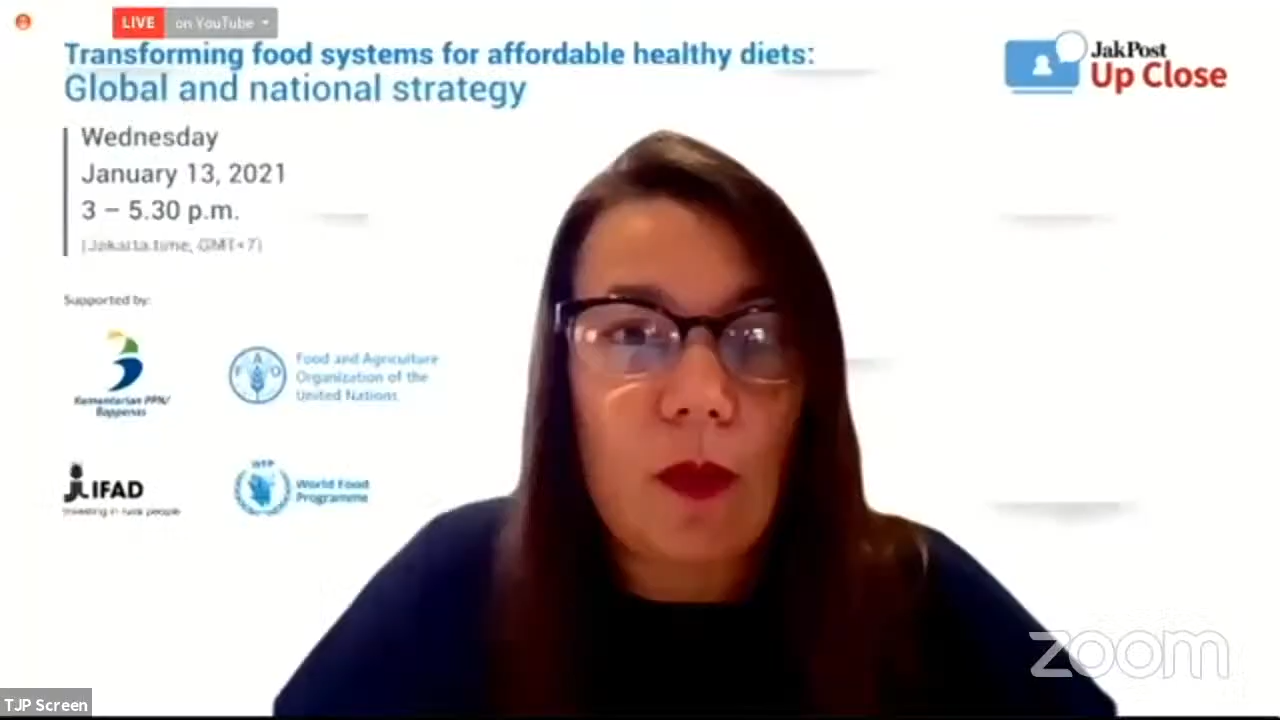 LIVE on YouTube
Transforming food systems for affordable healthy diets:
Global and national strategy
JakPost
Up Close
Wednesday
January 13, 2021
3 – 5.30 p.m.
(Jakarta time, GMT+7)
Supported by:
Kementerian PPN/
Bappenas
FAO
Food and Agriculture
Organization of the
United Nations
IFAD
Investing in rural people
WFP
World Food
Programme
zoom
TJP Screen